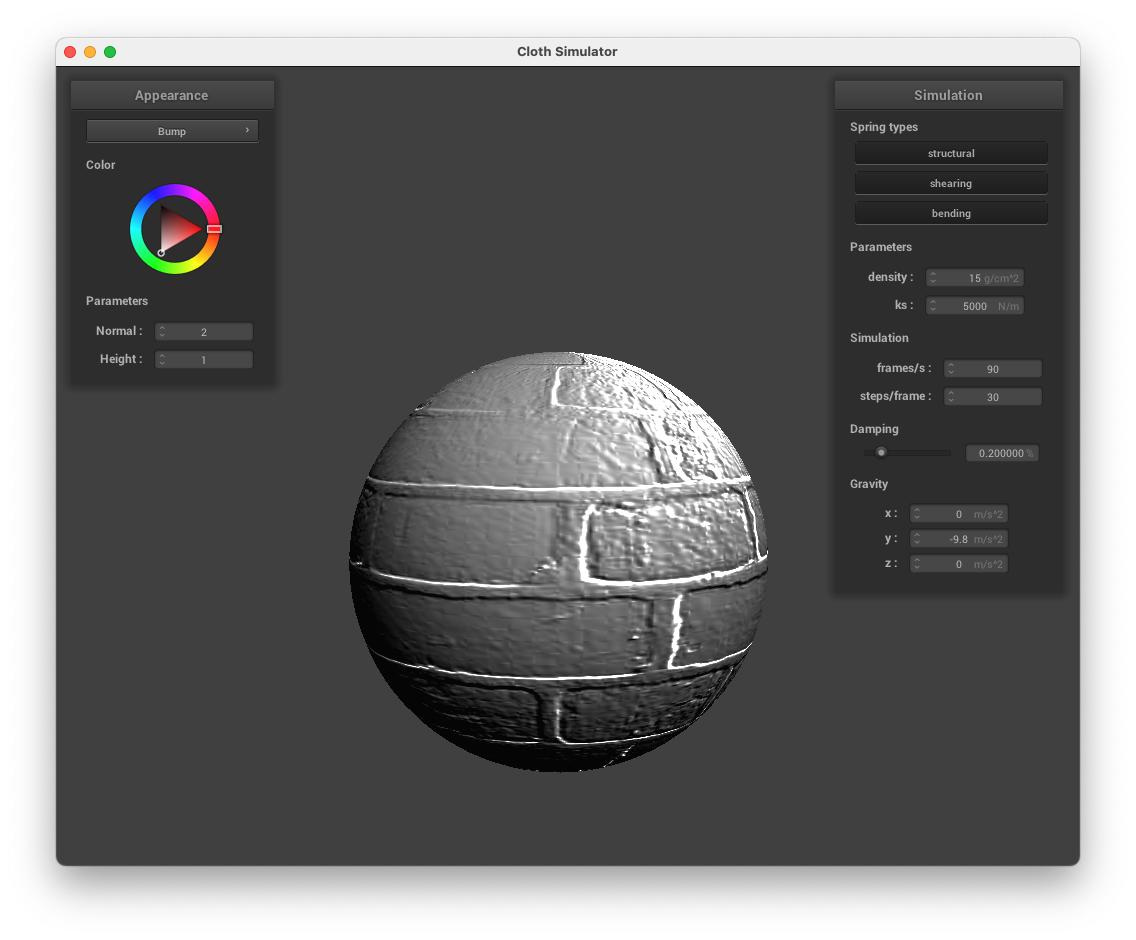 Cloth Simulator
Appearance
Bump ›
Color
Parameters
Normal : 2
Height : 1
Simulation
Spring types
structural
shearing
bending
Parameters
density : 15 g/cm^2
ks : 5000 N/m
Simulation
frames/s : 90
steps/frame : 30
Damping
0.200000 %
Gravity
x : 0 m/s^2
y : -9.8 m/s^2
z : 0 m/s^2